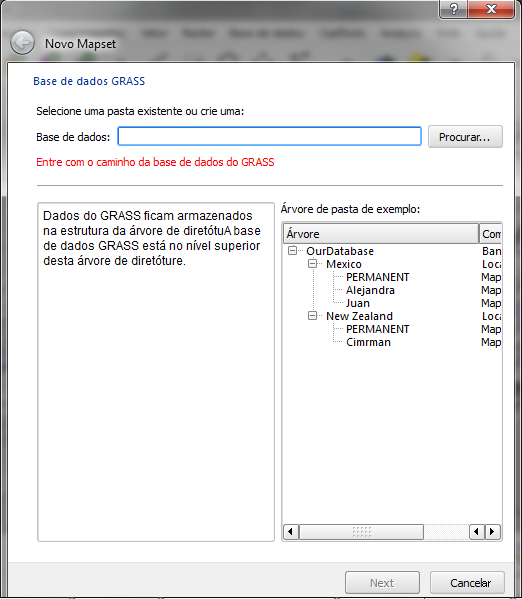 Novo Mapset
Base de dados GRASS
Selecione uma pasta existente ou crie uma:
Base de dados:
Procurar...
Entre com o caminho da base de dados do GRASS
Dados do GRASS ficam armazenados
na estrutura da árvore de diretótuA base
de dados GRASS está no nível superior
desta árvore de diretóture.
Árvore de pasta de exemplo:
Árvore Com
OurDatabase Ban
Mexico Loca
PERMANENT Map
Alejandra Map
Juan Map
New Zealand Loca
PERMANENT Map
Cimrman Map
Next
Cancelar